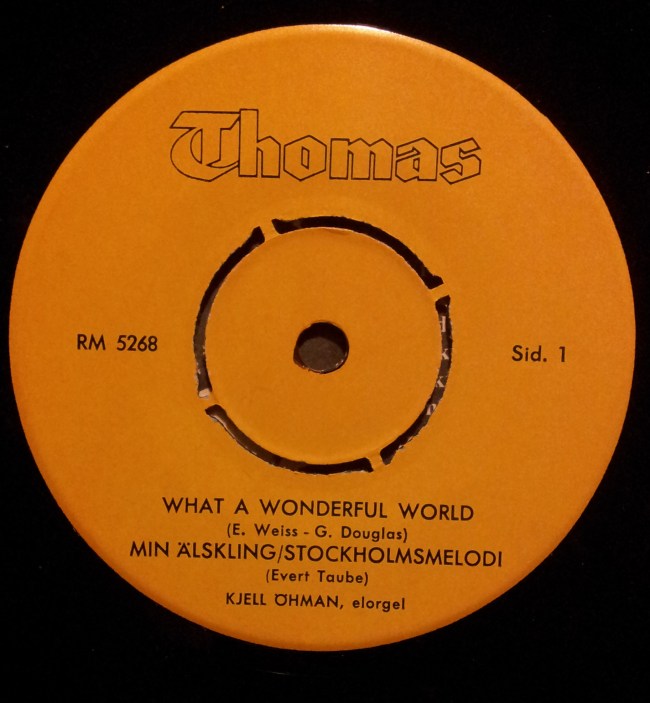 Thomas
RM 5268
Sid. 1
WHAT A WONDERFUL WORLD
(E. Weiss - G. Douglas)
MIN ÄLSKLING/STOCKHOLMSMELODI
(Evert Taube)
KJELL ÖHMAN, elorgel